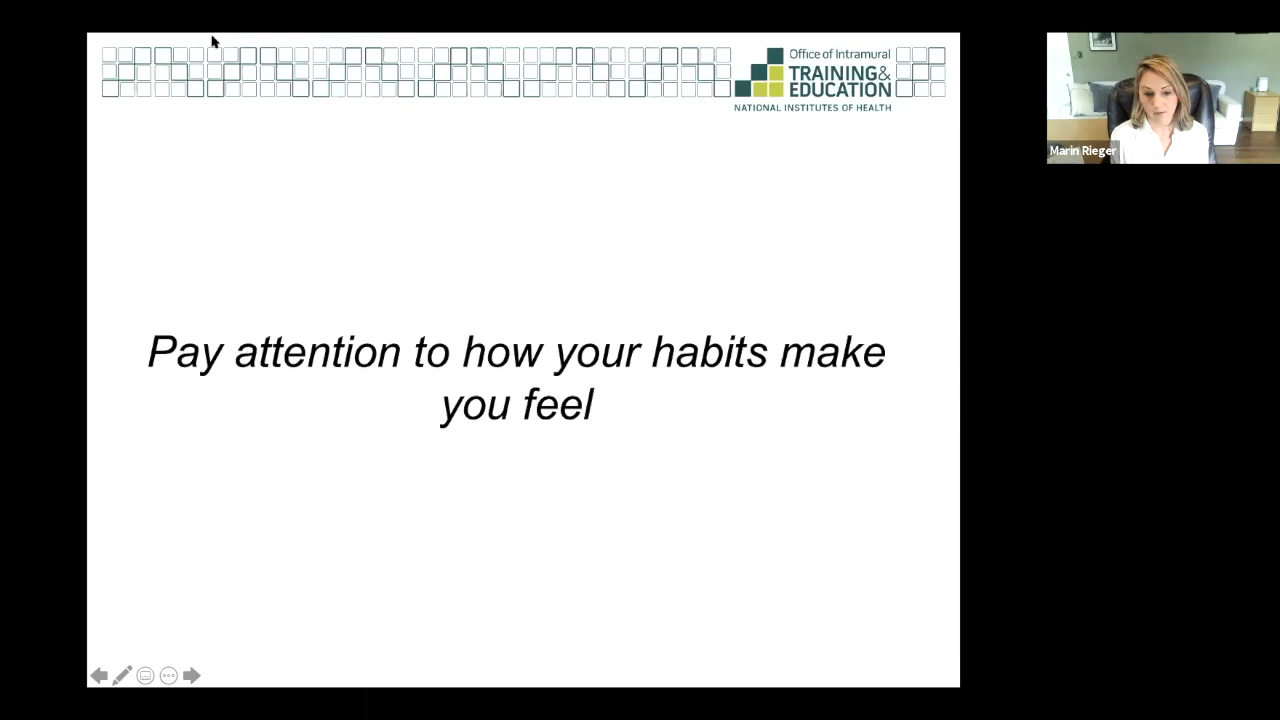 Office of Intramural
TRAINING&
EDUCATION
NATIONAL INSTITUTES OF HEALTH
Marin Rieger
Pay attention to how your habits make
you feel